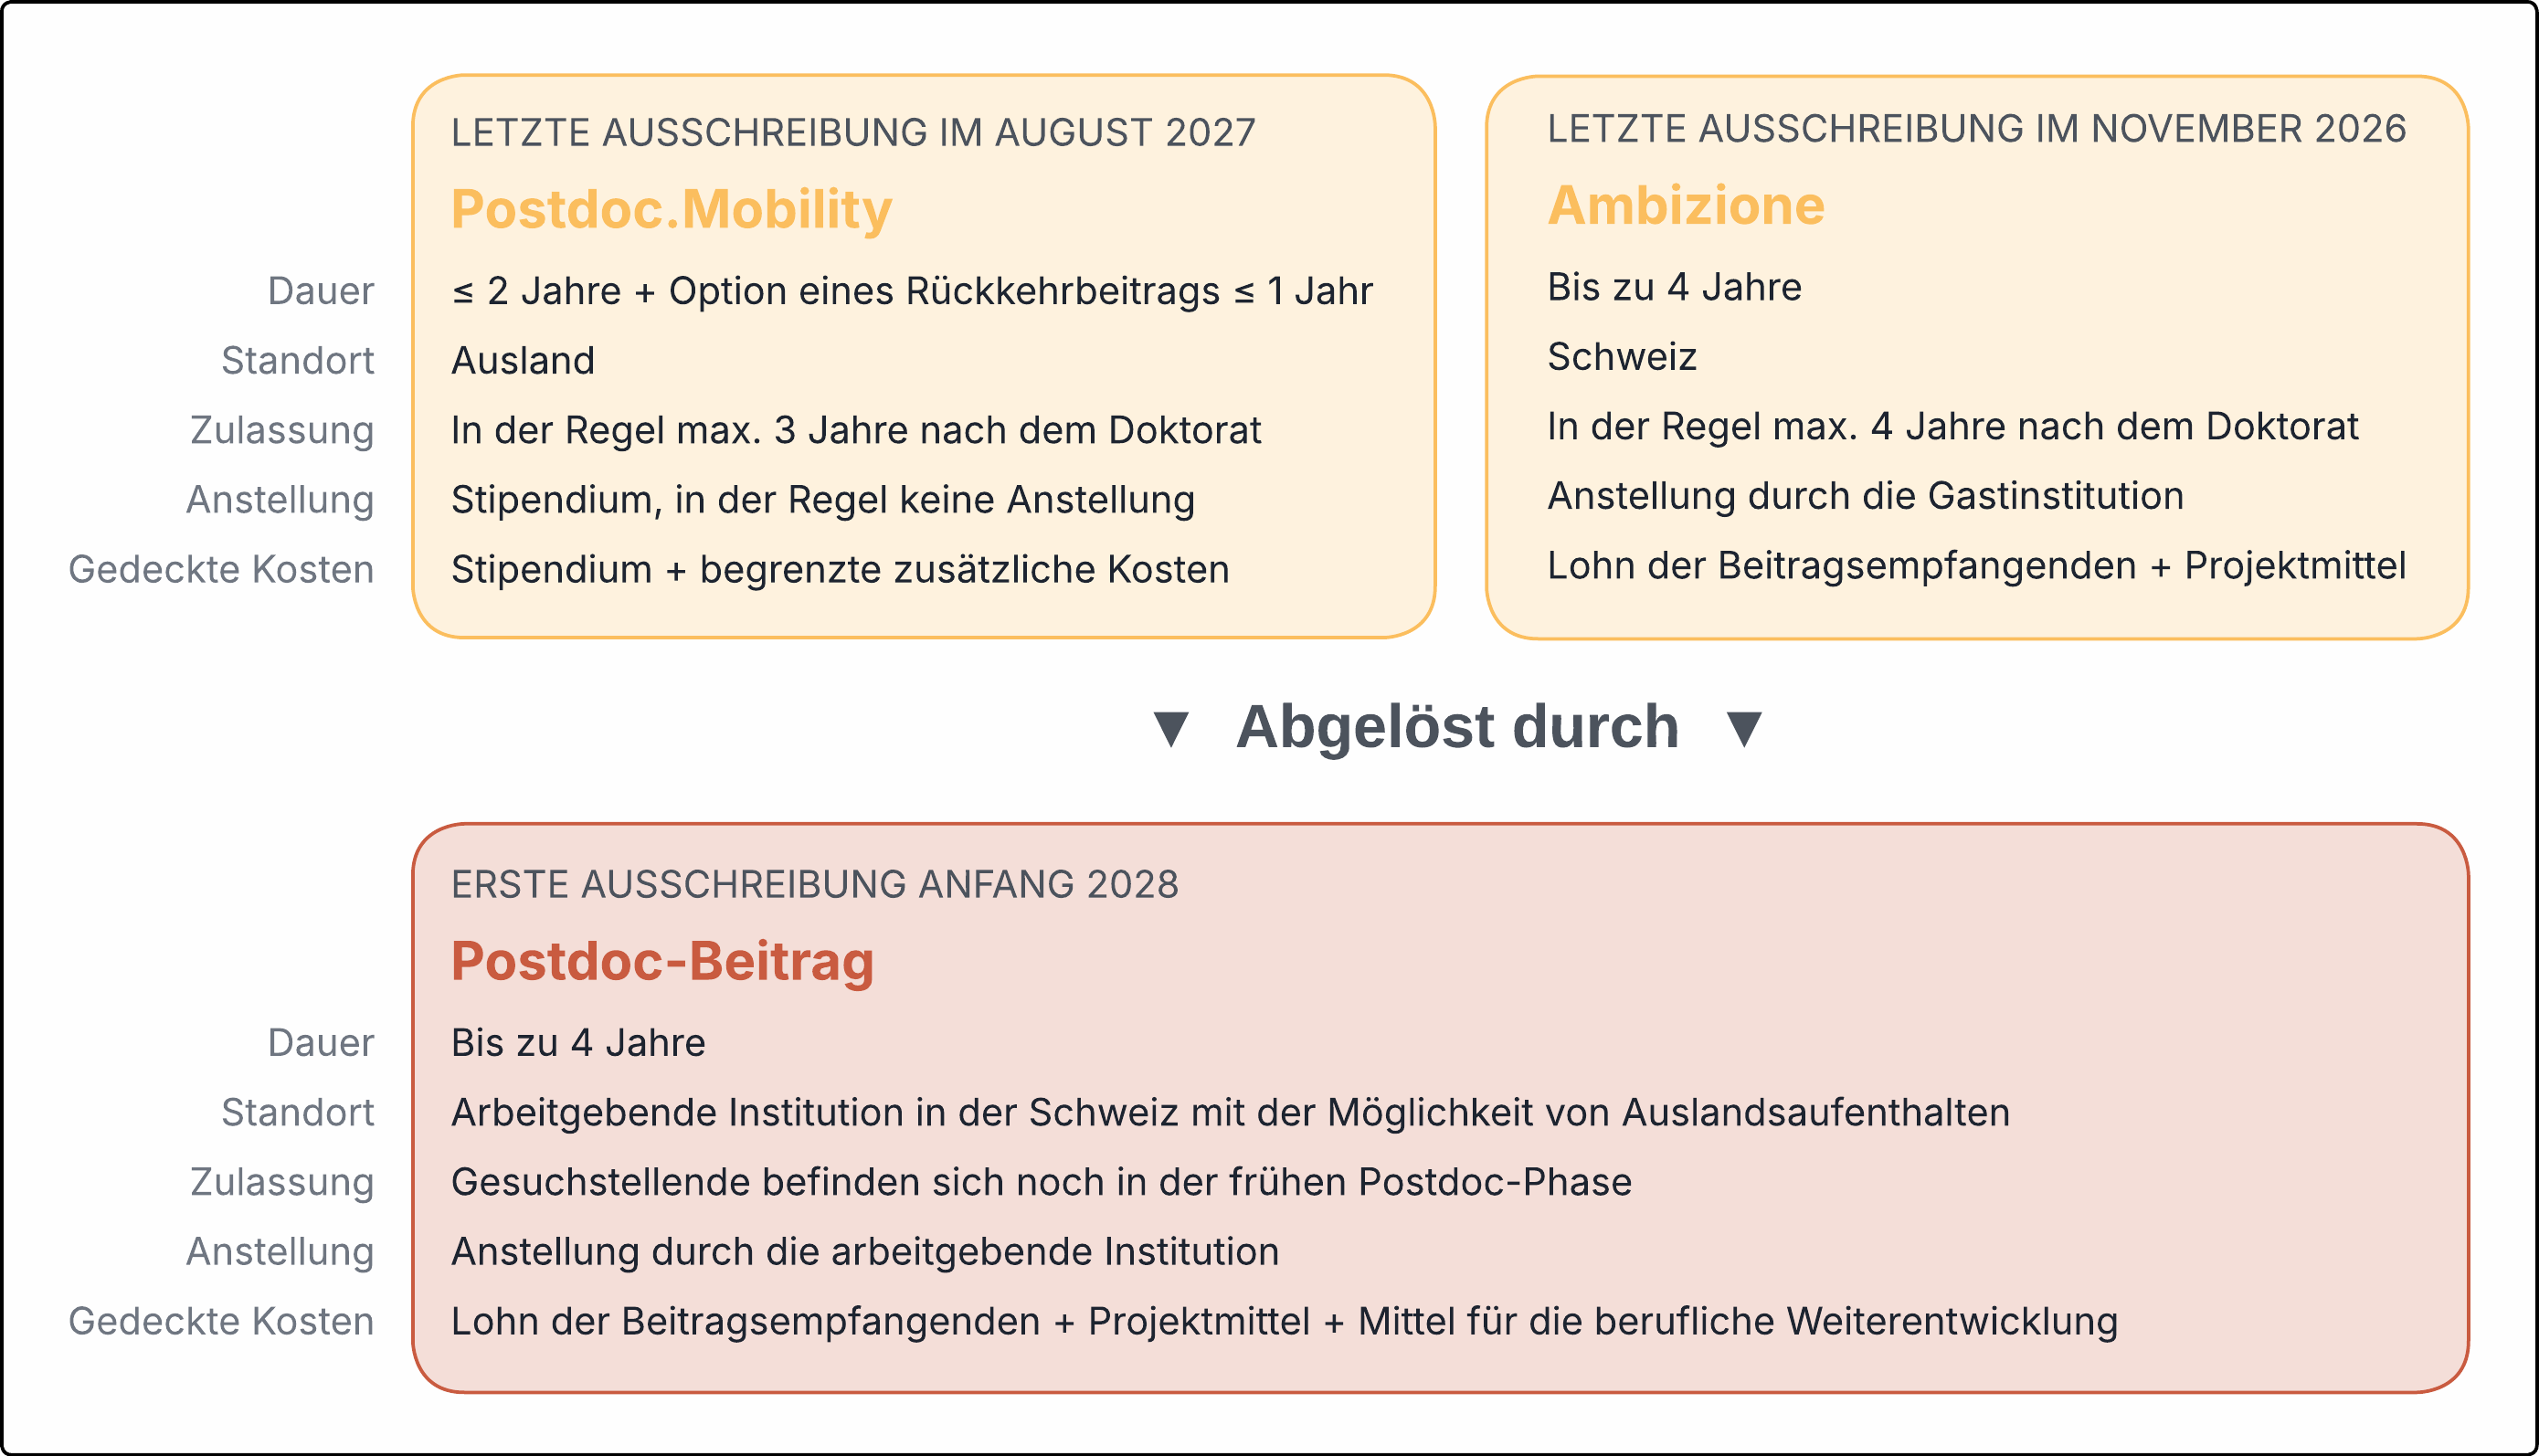 LETZTE AUSSCHREIBUNG IM AUGUST 2027
Postdoc.Mobility
Dauer ≤ 2 Jahre + Option eines Rückkehrbeitrags ≤ 1 Jahr
Standort Ausland
Zulassung In der Regel max. 3 Jahre nach dem Doktorat
Anstellung Stipendium, in der Regel keine Anstellung
Gedeckte Kosten Stipendium + begrenzte zusätzliche Kosten
LETZTE AUSSCHREIBUNG IM NOVEMBER 2026
Ambizione
Bis zu 4 Jahre
Schweiz
In der Regel max. 4 Jahre nach dem Doktorat
Anstellung durch die Gastinstitution
Lohn der Beitragsempfangenden + Projektmittel
▼ Abgelöst durch ▼
ERSTE AUSSCHREIBUNG ANFANG 2028
Postdoc-Beitrag
Dauer Bis zu 4 Jahre
Standort Arbeitgebende Institution in der Schweiz mit der Möglichkeit von Auslandsaufenthalten
Zulassung Gesuchstellende befinden sich noch in der frühen Postdoc-Phase
Anstellung Anstellung durch die arbeitgebende Institution
Gedeckte Kosten Lohn der Beitragsempfangenden + Projektmittel + Mittel für die berufliche Weiterentwicklung